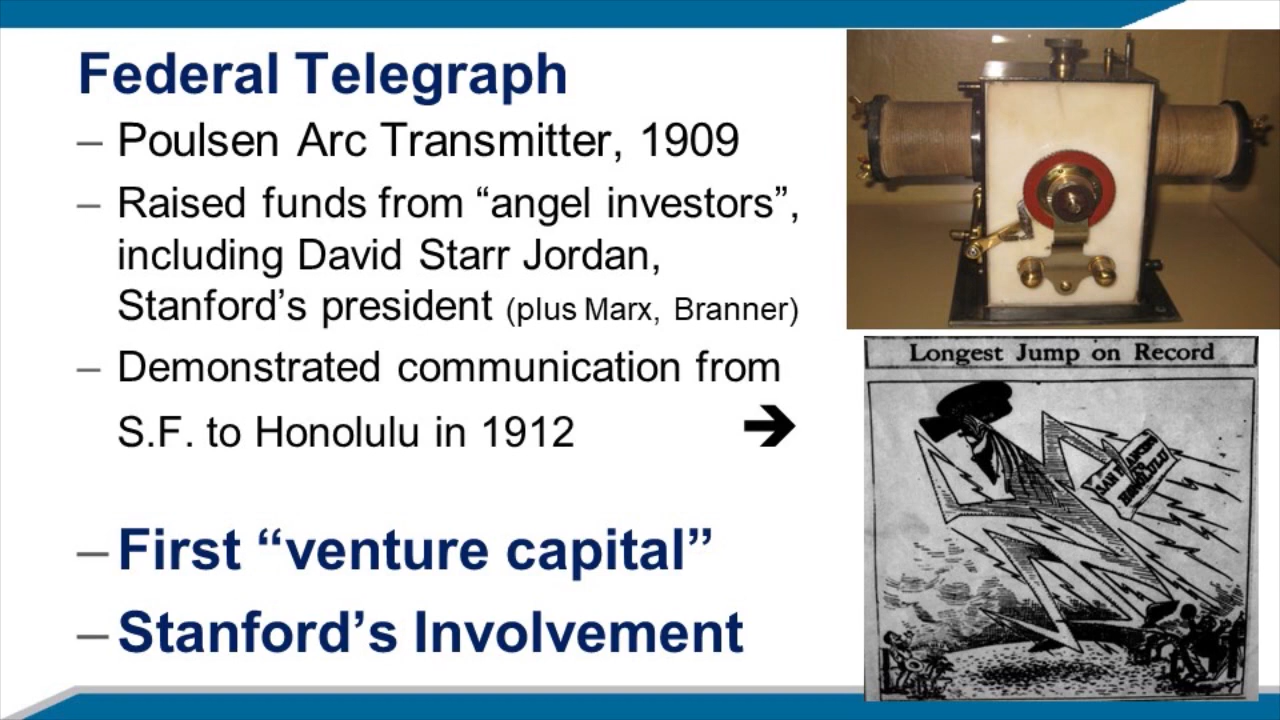 Federal Telegraph
– Poulsen Arc Transmitter, 1909
– Raised funds from “angel investors”,
including David Starr Jordan,
Stanford’s president (plus Marx, Branner)
– Demonstrated communication from
S.F. to Honolulu in 1912 ➔
– First “venture capital”
– Stanford’s Involvement
Longest Jump on Record
HONOLULU